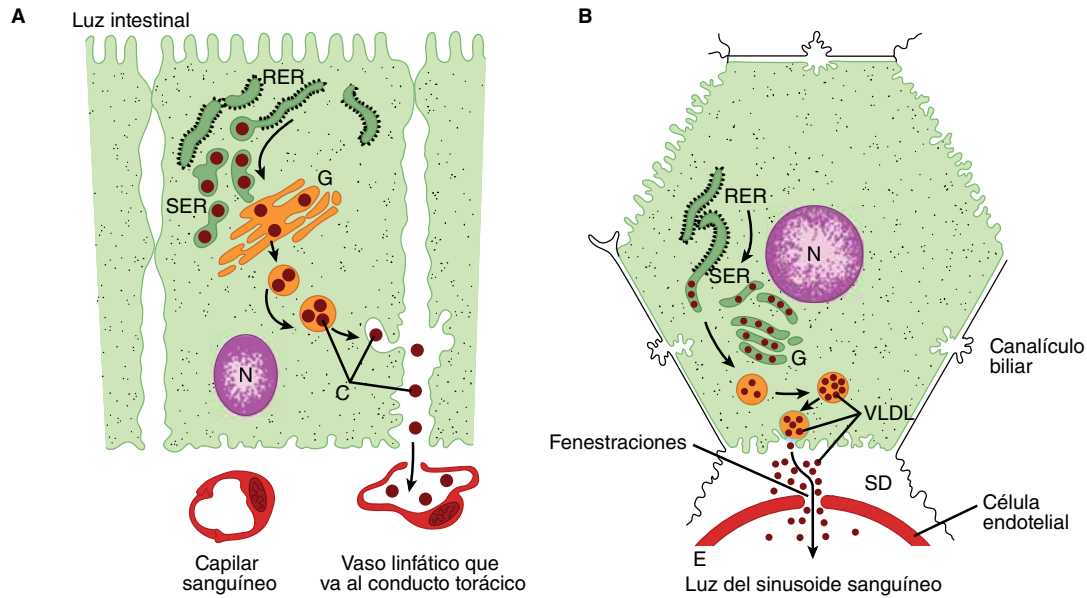 A
Luz intestinal
RER
G
SER
N
C
Capilar
sanguíneo
Vaso linfático que
va al conducto torácico
B
RER
N
SER
G
Canalículo
biliar
VLDL
Fenestraciones
SD
Célula
endotelial
E
Luz del sinusoide sanguíneo